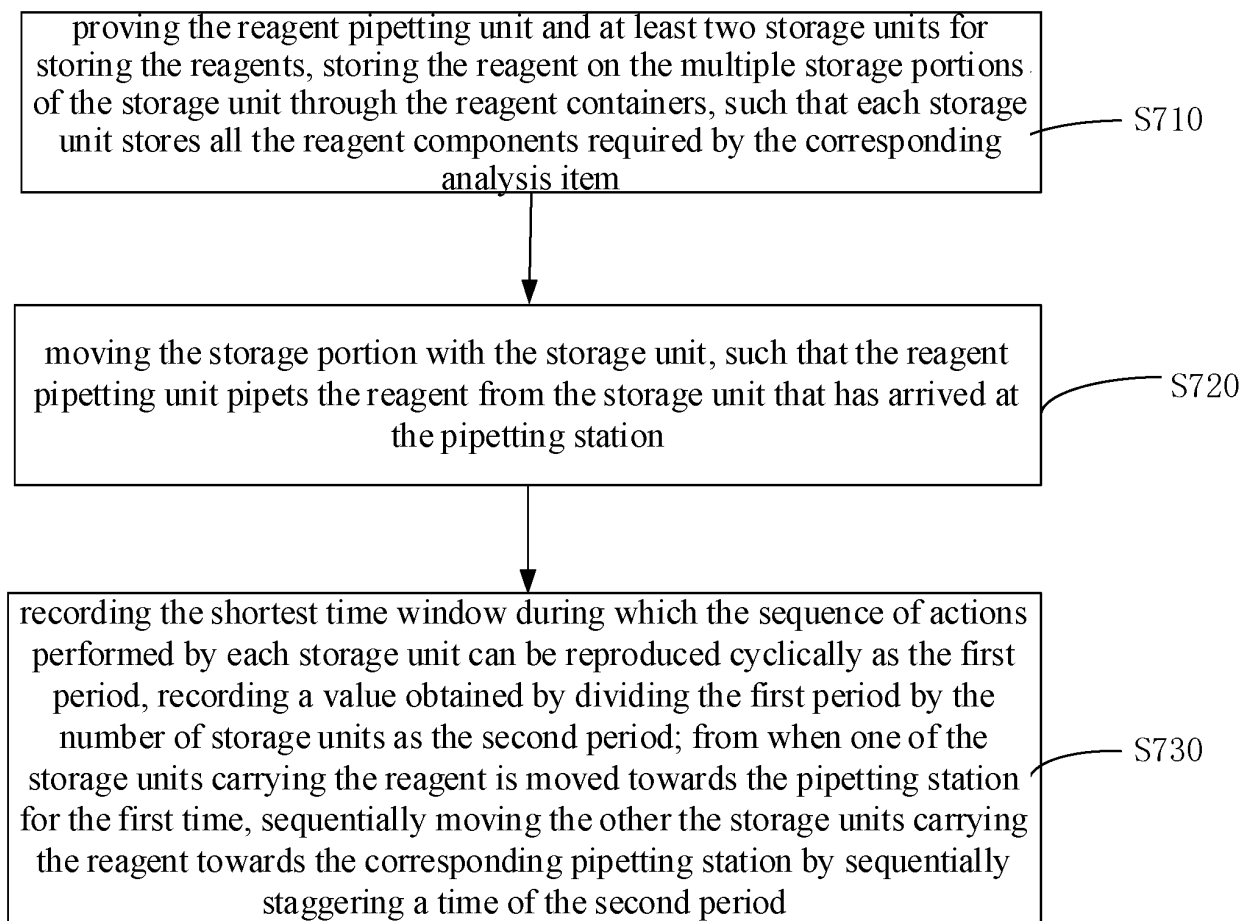 proving the reagent pipetting unit and at least two storage units for
storing the reagents, storing the reagent on the multiple storage portions
of the storage unit through the reagent containers, such that each storage
unit stores all the reagent components required by the corresponding
analysis item
S710
moving the storage portion with the storage unit, such that the reagent
pipetting unit pipets the reagent from the storage unit that has arrived at
the pipetting station
S720
recording the shortest time window during which the sequence of actions
performed by each storage unit can be reproduced cyclically as the first
period, recording a value obtained by dividing the first period by the
number of storage units as the second period; from when one of the
storage units carrying the reagent is moved towards the pipetting station
for the first time, sequentially moving the other the storage units carrying
the reagent towards the corresponding pipetting station by sequentially
staggering a time of the second period
S730